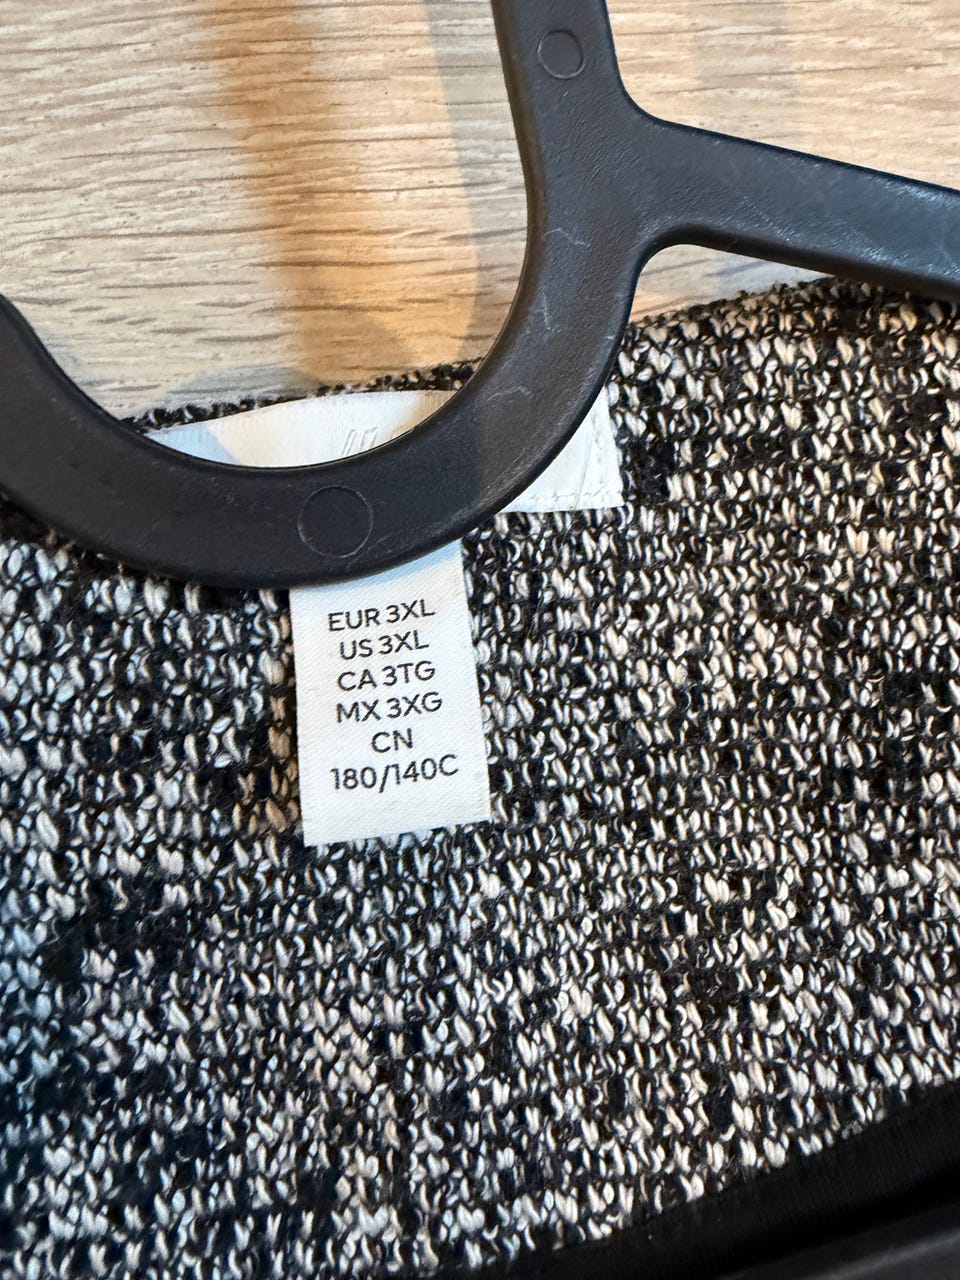 EUR 3XL
US 3XL
CA 3TG
MX 3XG
CN
180/140C